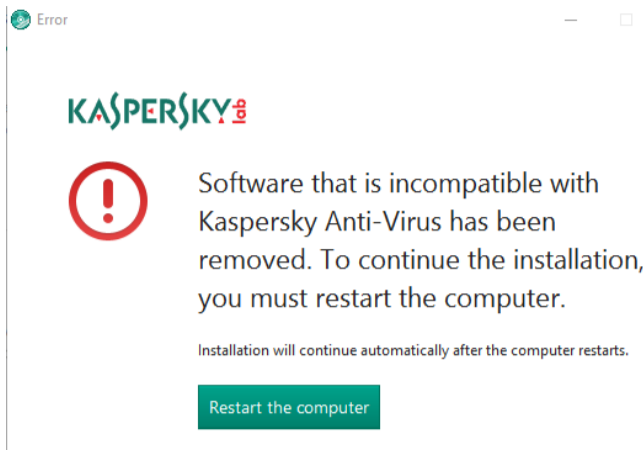 Error
KASPERSKY lab
Software that is incompatible with
Kaspersky Anti-Virus has been
removed. To continue the installation,
you must restart the computer.
Installation will continue automatically after the computer restarts.
Restart the computer